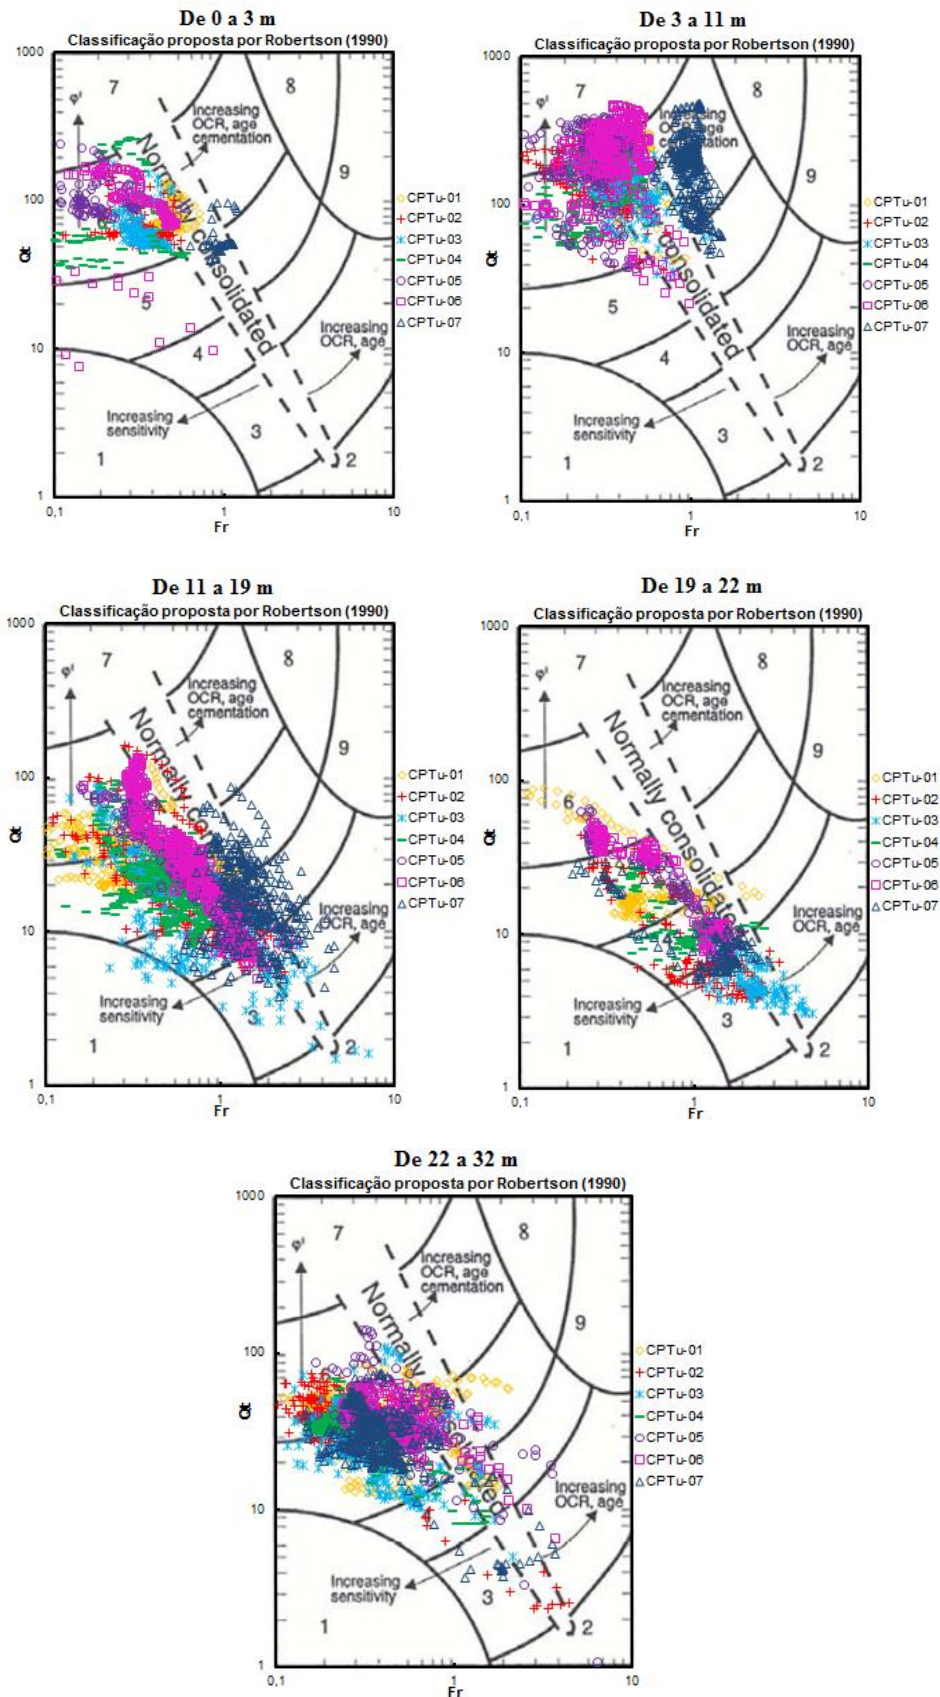 De 0 a 3 m
Classificação proposta por Robertson (1990)
1000
100
10
1
0,1
1
10
Qt
Fr
7
8
9
φ'
Increasing
OCR, age
cementation
consolidated
5
4
Increasing
OCR, age
Increasing
sensitivity
3
1
2
CPTu-01
CPTu-02
CPTu-03
CPTu-04
CPTu-05
CPTu-06
CPTu-07
De 3 a 11 m
Classificação proposta por Robertson (1990)
1000
100
10
1
0,1
1
10
Qt
Fr
7
8
9
φ'
Increasing
OCR, age
cementation
consolidated
5
4
Increasing
OCR, age
Increasing
sensitivity
3
1
2
CPTu-01
CPTu-02
CPTu-03
CPTu-04
CPTu-05
CPTu-06
CPTu-07
De 11 a 19 m
Classificação proposta por Robertson (1990)
1000
100
10
1
0,1
1
10
Qt
Fr
7
8
9
φ'
Increasing
OCR, age
cementation
Normally
Increasing
OCR, age
Increasing
sensitivity
3
1
2
CPTu-01
CPTu-02
CPTu-03
CPTu-04
CPTu-05
CPTu-06
CPTu-07
De 19 a 22 m
Classificação proposta por Robertson (1990)
1000
100
10
1
0,1
1
10
Qt
Fr
7
8
9
φ'
Increasing
OCR, age
cementation
Normally consolidated
6
4
Increasing
OCR, age
Increasing
sensitivity
3
1
2
CPTu-01
CPTu-02
CPTu-03
CPTu-04
CPTu-05
CPTu-06
CPTu-07
De 22 a 32 m
Classificação proposta por Robertson (1990)
1000
100
10
1
0,1
1
10
Qt
Fr
7
8
9
φ'
Increasing
OCR, age
cementation
Normally
4
Increasing
OCR, age
Increasing
sensitivity
3
1
2
CPTu-01
CPTu-02
CPTu-03
CPTu-04
CPTu-05
CPTu-06
CPTu-07